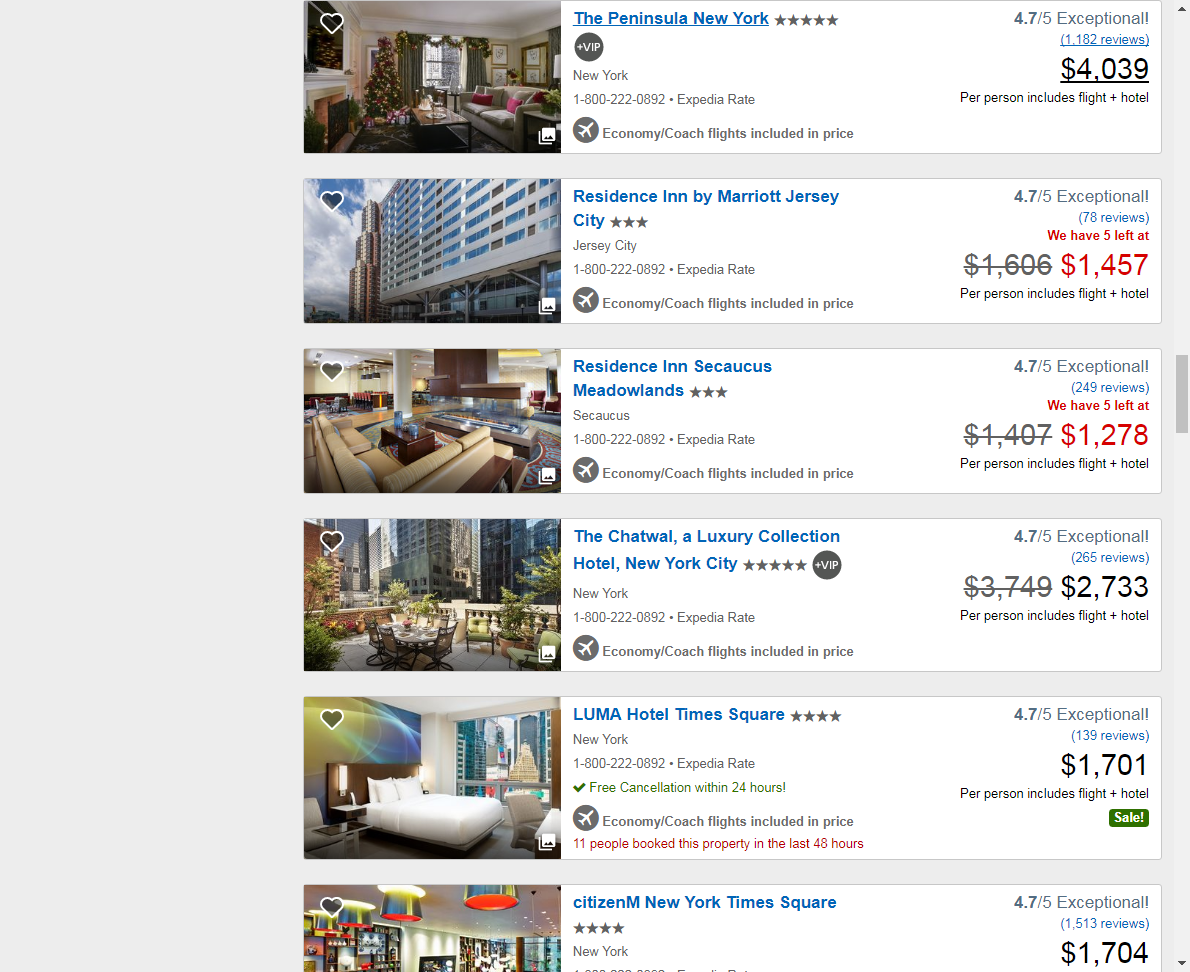 The Peninsula New York
4.7/5 Exceptional!
+VIP
(1,182 reviews)
New York
$4,039
1-800-222-0892 • Expedia Rate
Per person includes flight + hotel
Economy/Coach flights included in price
Residence Inn by Marriott Jersey
City
4.7/5 Exceptional!
(78 reviews)
We have 5 left at
Jersey City
$1,606 $1,457
1-800-222-0892 • Expedia Rate
Per person includes flight + hotel
Economy/Coach flights included in price
Residence Inn Secaucus
Meadowlands
4.7/5 Exceptional!
(249 reviews)
We have 5 left at
Secaucus
$1,407 $1,278
1-800-222-0892 • Expedia Rate
Per person includes flight + hotel
Economy/Coach flights included in price
The Chatwal, a Luxury Collection
Hotel, New York City +VIP
4.7/5 Exceptional!
(265 reviews)
New York
$3,749 $2,733
1-800-222-0892 • Expedia Rate
Per person includes flight + hotel
Economy/Coach flights included in price
LUMA Hotel Times Square
4.7/5 Exceptional!
New York
(139 reviews)
1-800-222-0892 • Expedia Rate
$1,701
Free Cancellation within 24 hours!
Per person includes flight + hotel
Economy/Coach flights included in price
Sale!
11 people booked this property in the last 48 hours
citizenM New York Times Square
4.7/5 Exceptional!
(1,513 reviews)
New York
$1,704